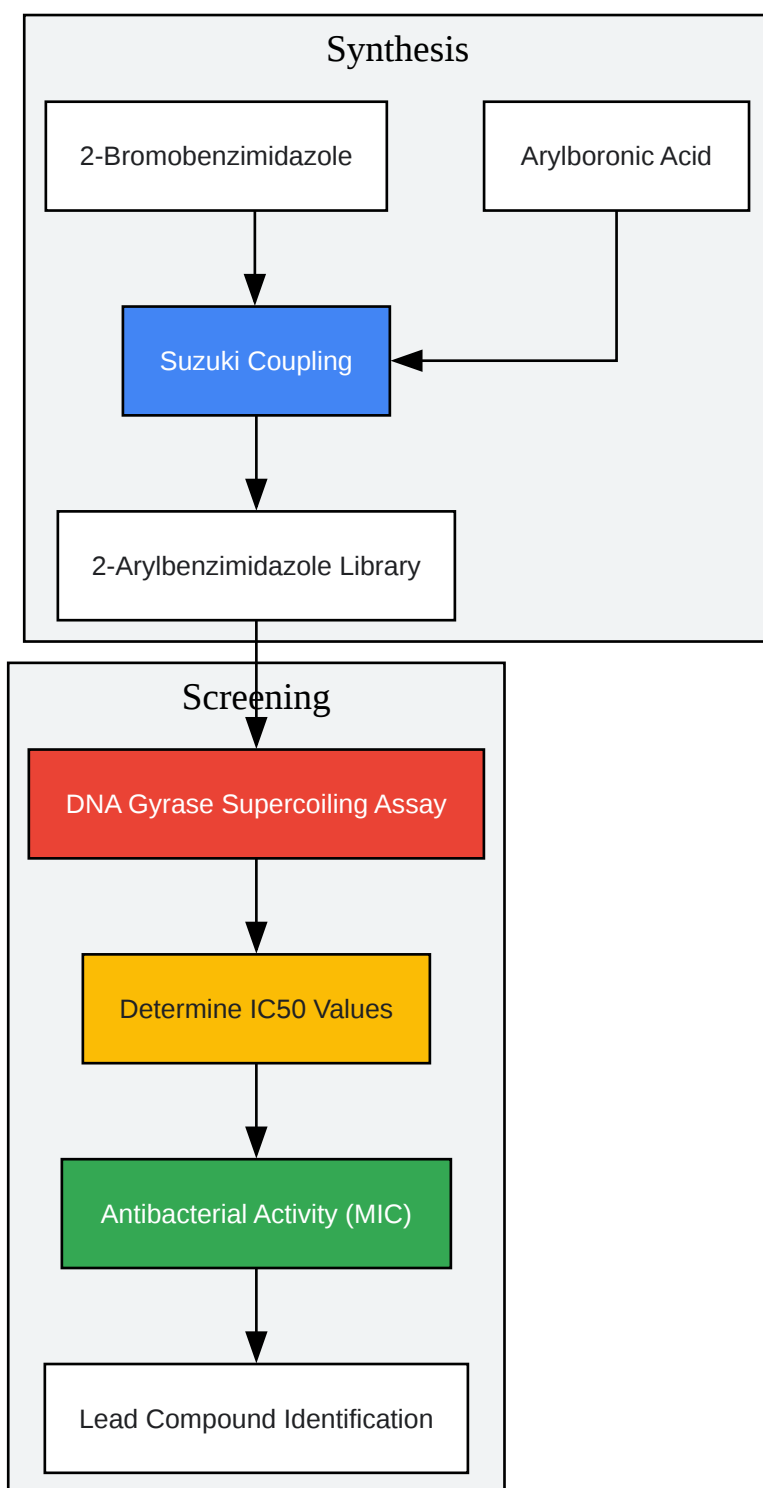 Synthesis
2-Bromobenzimidazole
Arylboronic Acid
Suzuki Coupling
2-Arylbenzimidazole Library
Screening
DNA Gyrase Supercoiling Assay
Determine IC50 Values
Antibacterial Activity (MIC)
Lead Compound Identification